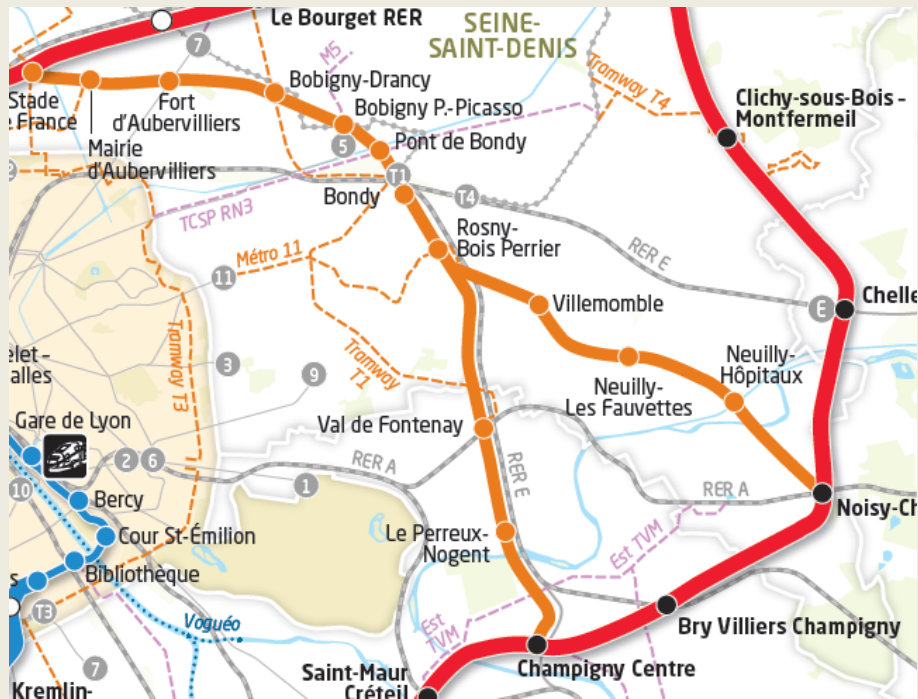 Le Bourget RER
SEINE-
SAINT-DENIS
7
M5
Tramway T4
Stade
France
Fort
d'Aubervilliers
Mairie
d'Aubervilliers
Bobigny-Drancy
Bobigny P.-Picasso
5
Pont de Bondy
Clichy-sous-Bois –
Montfermeil
T1
Bondy
T4
TCSP RN3
Rosny-
Bois Perrier
RER E
Métro 11
11
Villemomble
E
Chelle
Tramway T3
Tramway
T1
3
9
Neuilly-
Hôpitaux
Neuilly-
Les Fauvettes
elet –
alles
Gare de Lyon
Val de Fontenay
2
6
RER A
1
RER E
RER A
10
Bercy
Noisy-Ch
Cour St-Émilion
Le Perreux-
Nogent
Est TVM
Bibliothèque
s
T3
Voguéo
Est
TVM
Bry Villiers Champigny
7
Saint-Maur
Créteil
Champigny Centre
Kremlin-